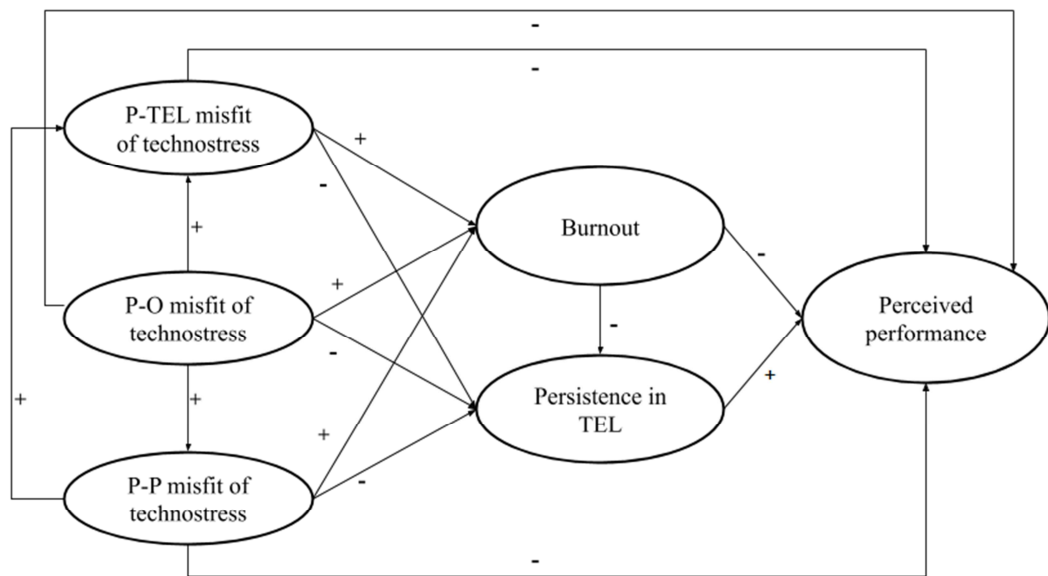 -
-
P-TEL misfit
of technostress
+
-
+
Burnout
-
P-O misfit of
technostress
+
-
-
Perceived
performance
+
+
+
-
Persistence in
TEL
+
P-P misfit of
technostress
-
-